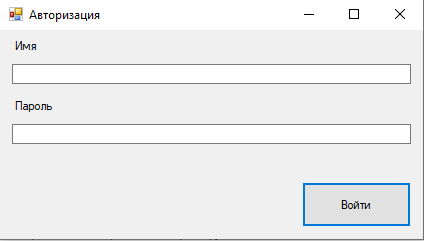 Авторизация
Имя
Пароль
Войти